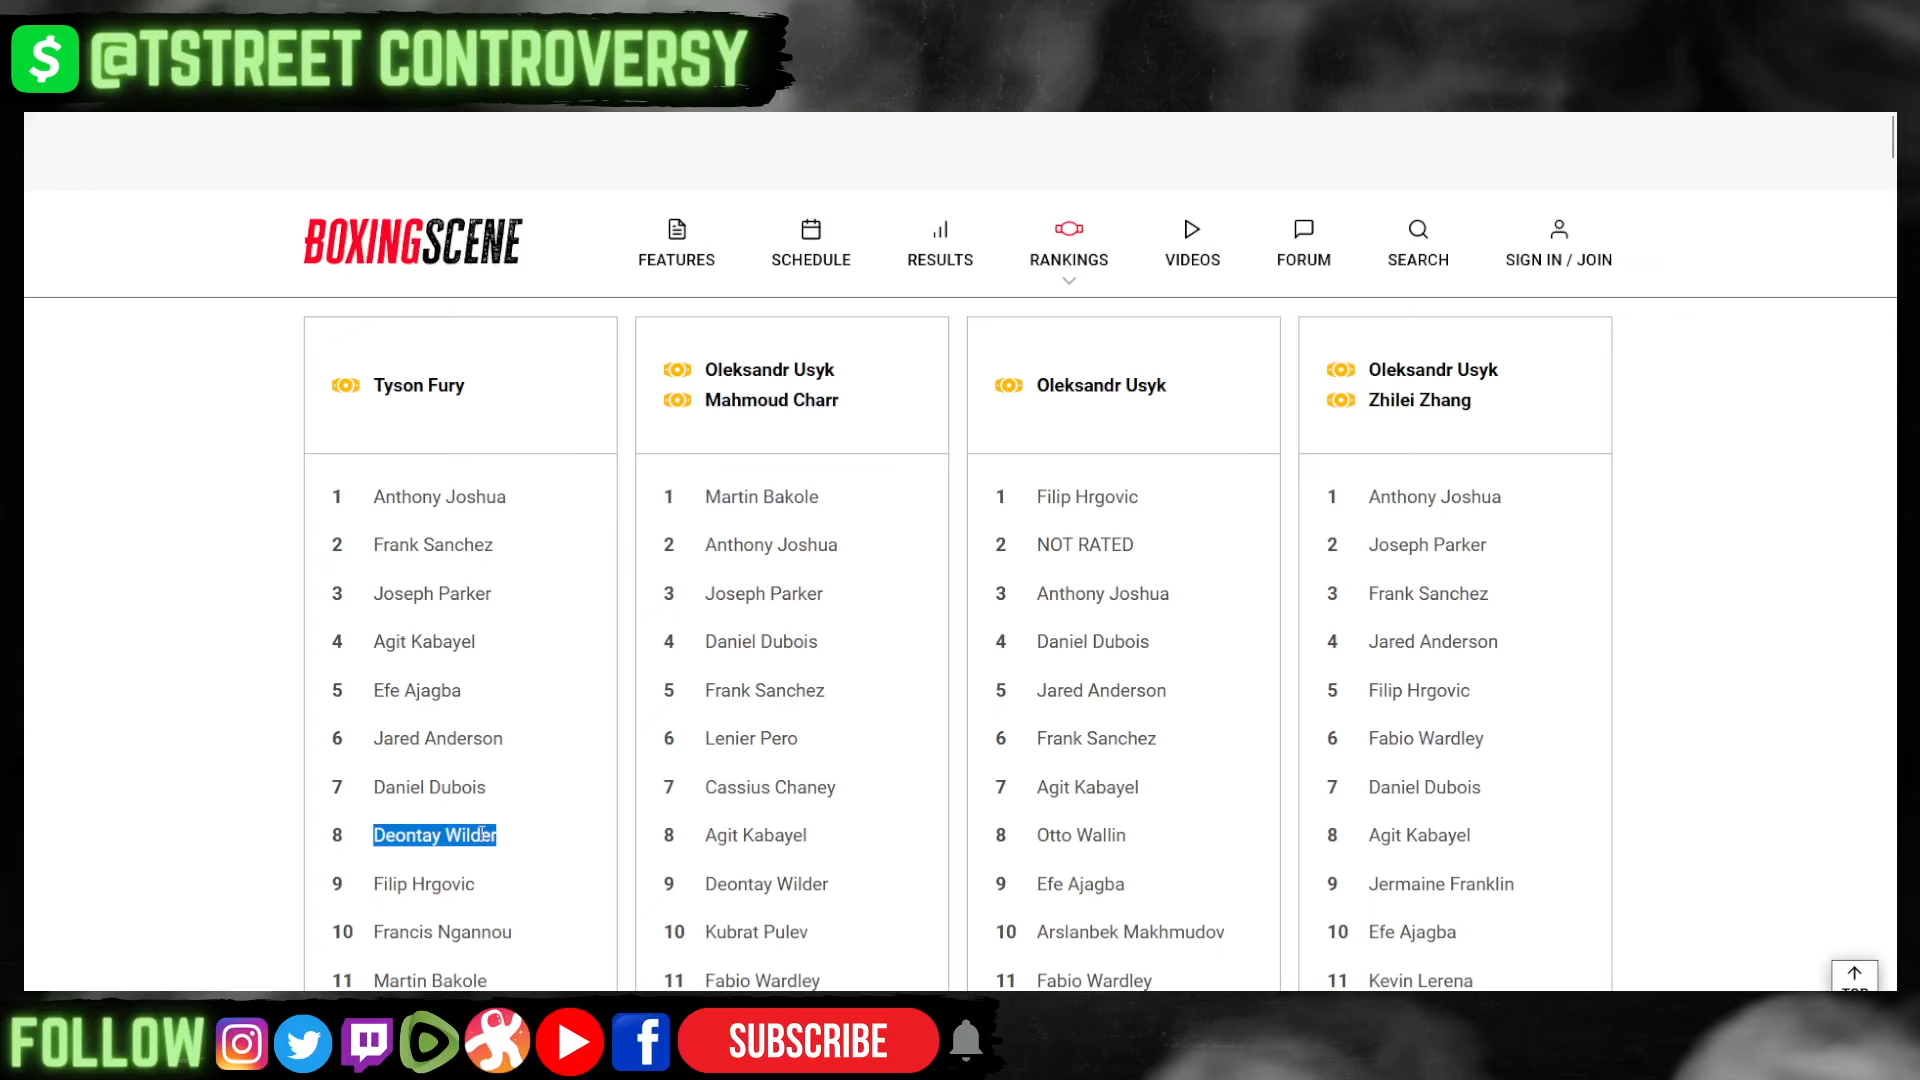 $ @TSTREET CONTROVERSY
BOXINGSCENE
FEATURES
SCHEDULE
RESULTS
RANKINGS
VIDEOS
FORUM
SEARCH
SIGN IN / JOIN
Tyson Fury
1 Anthony Joshua
2 Frank Sanchez
3 Joseph Parker
4 Agit Kabayel
5 Efe Ajagba
6 Jared Anderson
7 Daniel Dubois
8 Deontay Wilder
9 Filip Hrgovic
10 Francis Ngannou
11 Martin Bakole
Oleksandr Usyk
Mahmoud Charr
1 Martin Bakole
2 Anthony Joshua
3 Joseph Parker
4 Daniel Dubois
5 Frank Sanchez
6 Lenier Pero
7 Cassius Chaney
8 Agit Kabayel
9 Deontay Wilder
10 Kubrat Pulev
11 Fabio Wardley
Oleksandr Usyk
1 Filip Hrgovic
2 NOT RATED
3 Anthony Joshua
4 Daniel Dubois
5 Jared Anderson
6 Frank Sanchez
7 Agit Kabayel
8 Otto Wallin
9 Efe Ajagba
10 Arslanbek Makhmudov
11 Fabio Wardley
Oleksandr Usyk
Zhilei Zhang
1 Anthony Joshua
2 Joseph Parker
3 Frank Sanchez
4 Jared Anderson
5 Filip Hrgovic
6 Fabio Wardley
7 Daniel Dubois
8 Agit Kabayel
9 Jermaine Franklin
10 Efe Ajagba
11 Kevin Lerena
TOP
FOLLOW
SUBSCRIBE